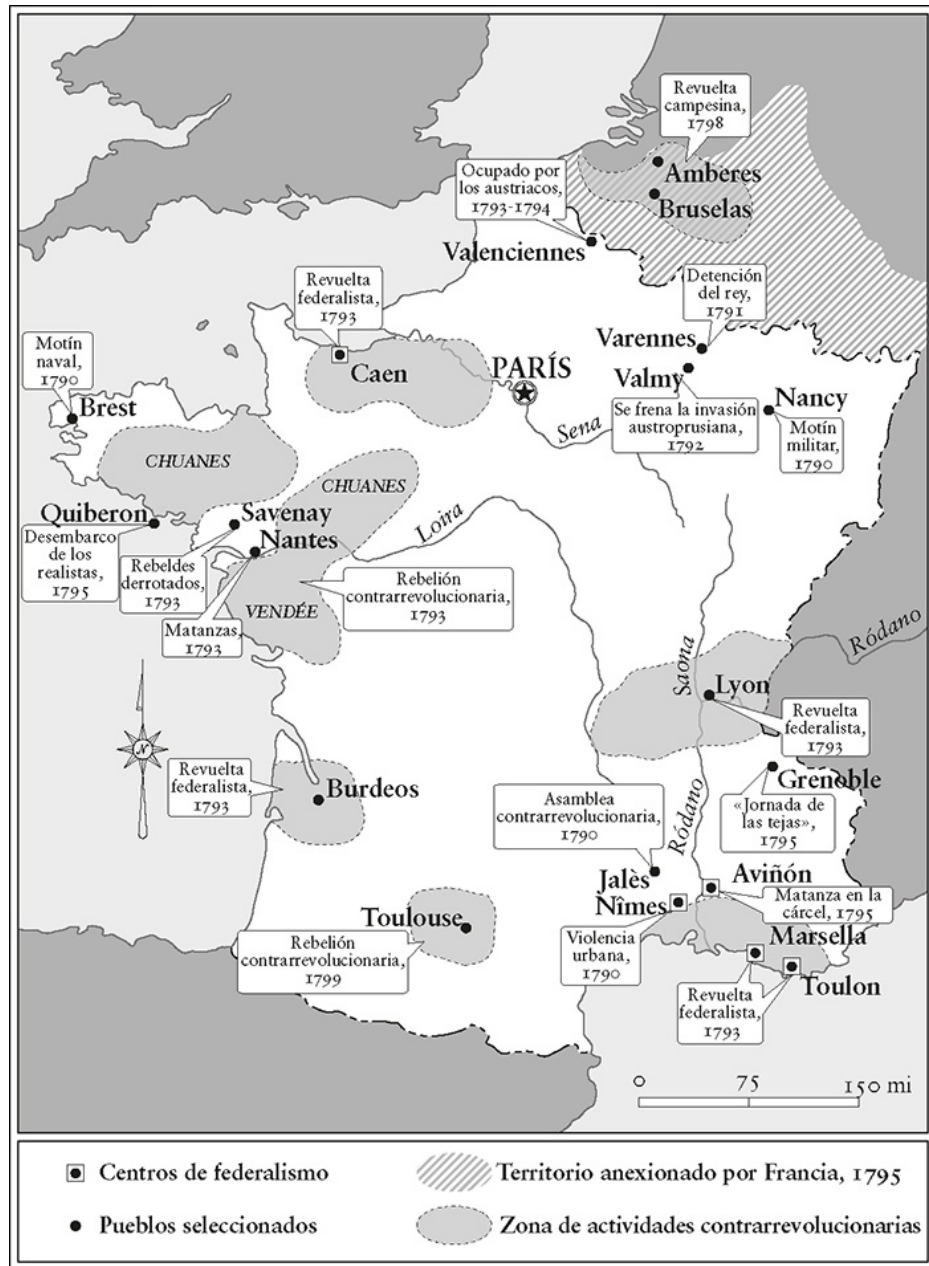 Revuelta
campesina,
1798
Amberes
Bruselas
Ocupado por
los austriacos,
1793-1794
Valenciennes
Detención
del rey,
1791
Varennes
Valmy
Se frena la invasión
austroprusiana,
1792
Nancy
Motín
militar,
1790
Revuelta
federalista,
1793
Caen
PARÍS
Sena
Motín
naval,
1790
Brest
CHUANES
CHUANES
Quiberon
Desembarco
de los
realistas,
1795
Savenay
Rebeldes
derrotados,
1793
Nantes
Matanzas,
1793
VENDÉE
Loira
Rebelión
contrarrevolucionaria,
1793
N
Saona
Ródano
Lyon
Revuelta
federalista,
1793
Grenoble
«Jornada de
las tejas»,
1795
Revuelta
federalista,
1793
Burdeos
Asamblea
contrarrevolucionaria,
1790
Ródano
Jalès
Nîmes
Aviñón
Matanza en la
cárcel, 1795
Toulouse
Rebelión
contrarrevolucionaria,
1799
Violencia
urbana,
1790
Marsella
Toulon
Revuelta
federalista,
1793
0 75 150 mi
Centros de federalismo
Pueblos seleccionados
Territorio anexionado por Francia, 1795
Zona de actividades contrarrevolucionarias